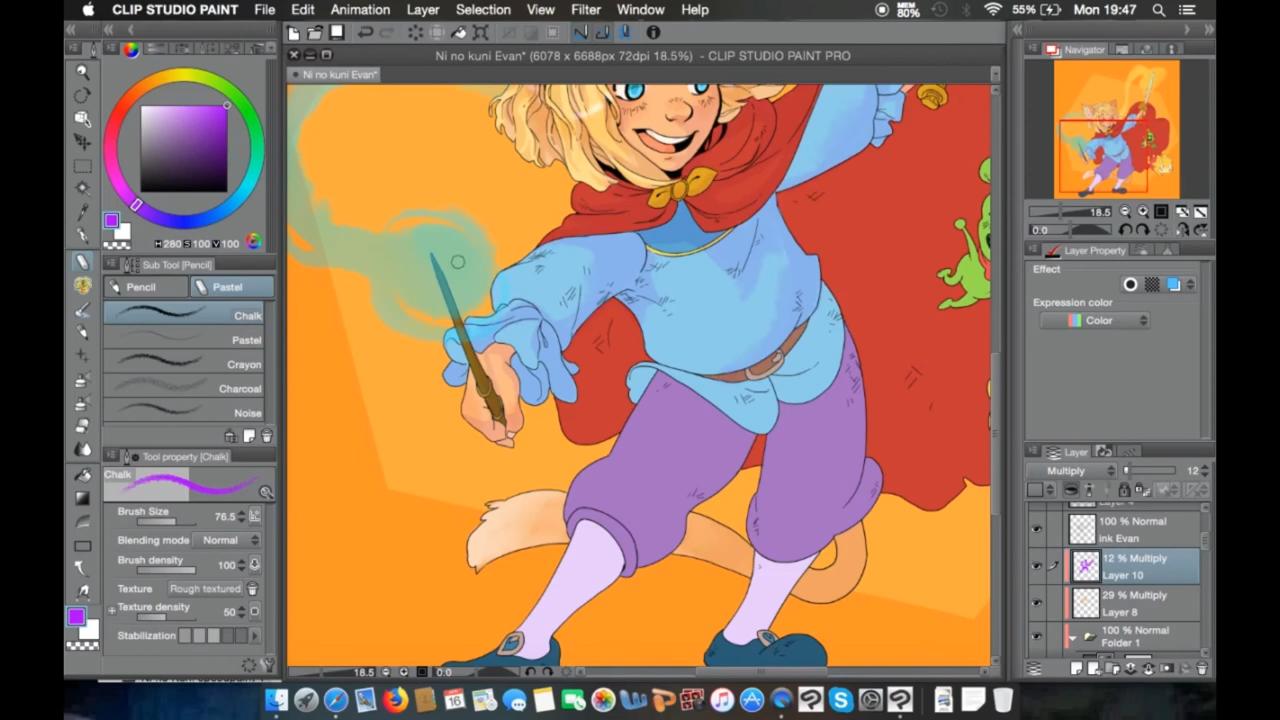 CLIP STUDIO PAINT File Edit Animation Layer Selection View Filter Window Help MEM 80% 55% Mon 19:47
Ni no kuni Evan* (6078 x 6688px 72dpi 18.5%) - CLIP STUDIO PAINT PRO
Ni no kuni Evan*
Navigator
18.5
0.0
H 280 S 100 V 100
Sub Tool [Pencil]
Pencil Pastel
Chalk
Pastel
Crayon
Charcoal
Noise
Tool property [Chalk]
Chalk
Brush Size 76.5
Blending mode Normal
Brush density 100
Texture Rough textured
Texture density 50
Stabilization
Layer Property
Effect
Expression color
Color
Layer
Multiply 12
Layer 4
100 % Normal
ink Evan
12 % Multiply
Layer 10
29 % Multiply
Layer 8
100 % Normal
Folder 1
18.5 0.0
16